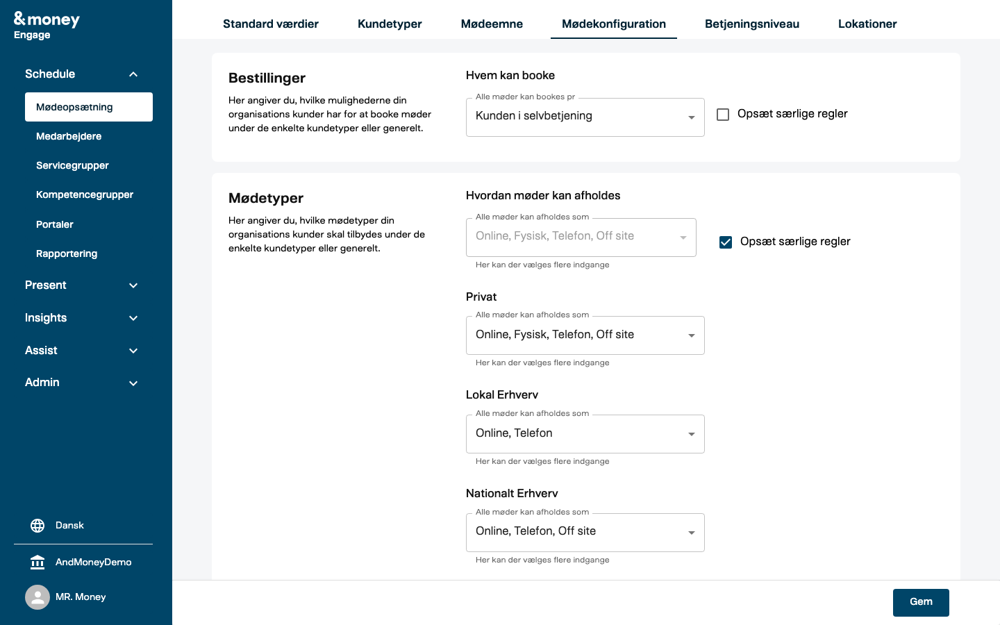 &money
Engage
Schedule
Mødeopsætning
Medarbejdere
Servicegrupper
Kompetencegrupper
Portaler
Rapportering
Present
Insights
Assist
Admin
Dansk
AndMoneyDemo
MR. Money
Standard værdier
Kundetyper
Mødeemne
Mødekonfiguration
Betjeningsniveau
Lokationer
Bestillinger
Her angiver du, hvilke mulighederne din
organisations kunder har for at booke møder
under de enkelte kundetyper eller generelt.
Hvem kan booke
Alle møder kan bookes pr
Kunden i selvbetjening
Opsæt særlige regler
Mødetyper
Her angiver du, hvilke mødetyper din
organisations kunder skal tilbydes under de
enkelte kundetyper eller generelt.
Hvordan møder kan afholdes
Alle møder kan afholdes som
Online, Fysisk, Telefon, Off site
Her kan der vælges flere indgange
Opsæt særlige regler
Privat
Alle møder kan afholdes som
Online, Fysisk, Telefon, Off site
Her kan der vælges flere indgange
Lokal Erhverv
Alle møder kan afholdes som
Online, Telefon
Her kan der vælges flere indgange
Nationalt Erhverv
Alle møder kan afholdes som
Online, Telefon, Off site
Her kan der vælges flere indgange
Gem